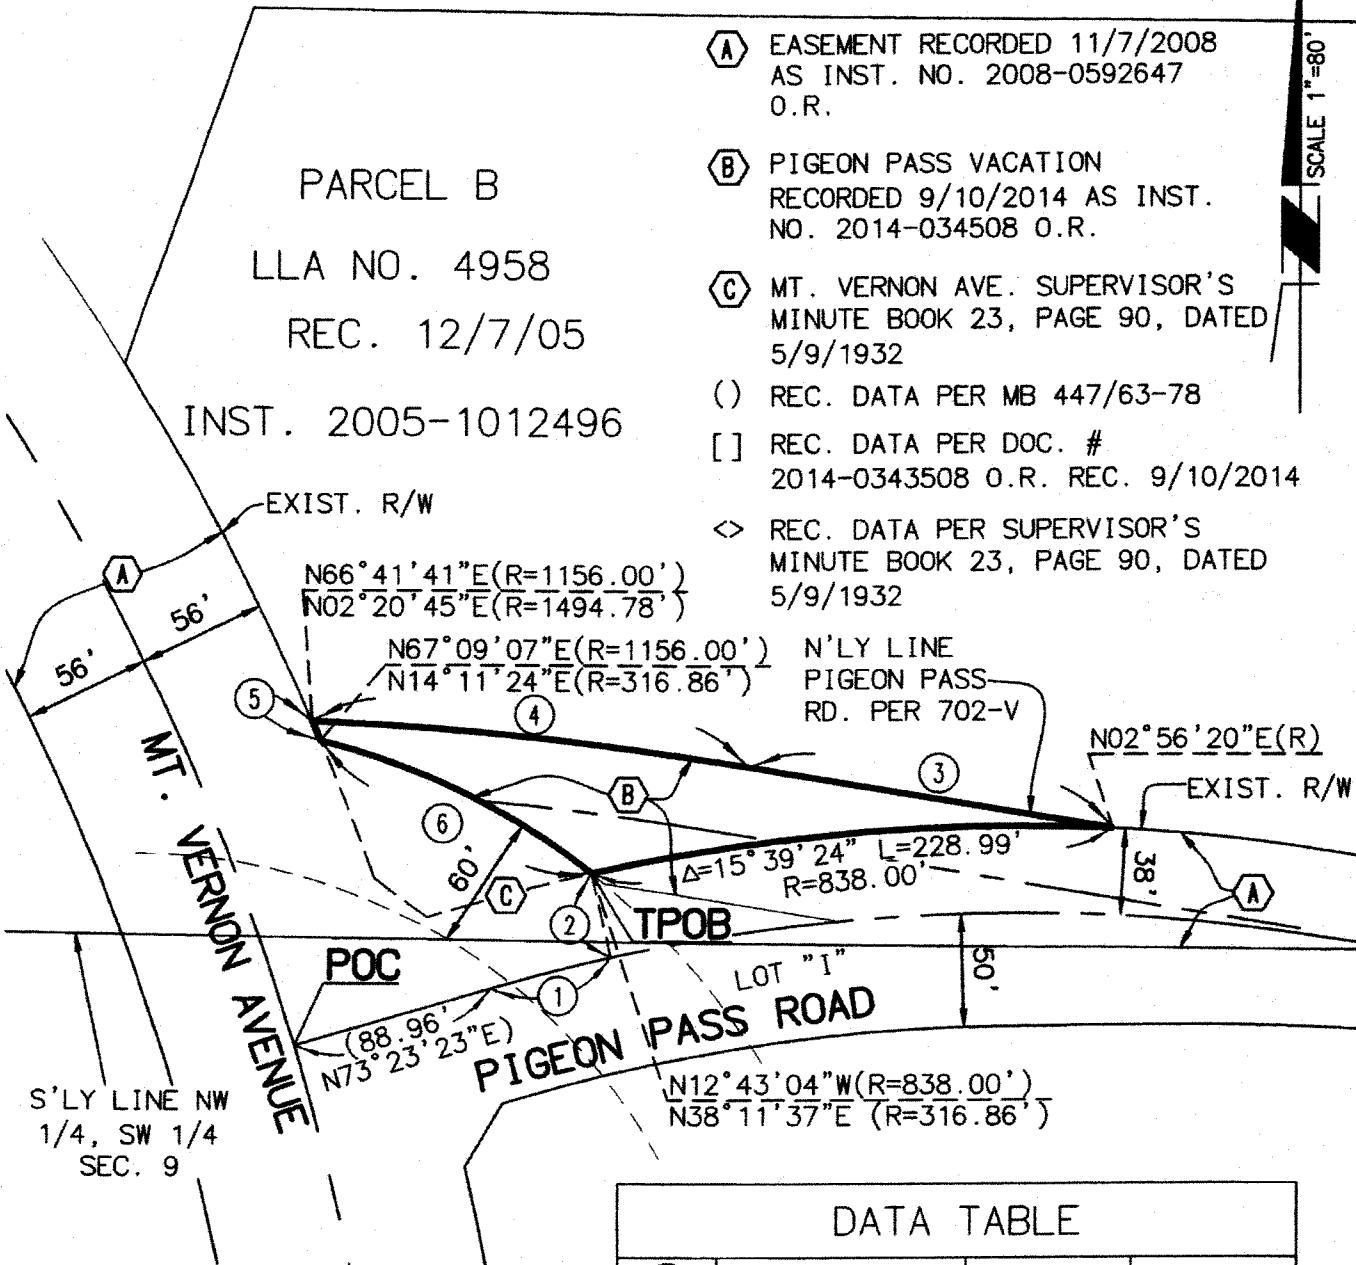 A EASEMENT RECORDED 11/7/2008
AS INST. NO. 2008-0592647
O.R.
B PIGEON PASS VACATION
RECORDED 9/10/2014 AS INST.
NO. 2014-034508 O.R.
C MT. VERNON AVE. SUPERVISOR'S
MINUTE BOOK 23, PAGE 90, DATED
5/9/1932
() REC. DATA PER MB 447/63-78
[] REC. DATA PER DOC. #
2014-0343508 O.R. REC. 9/10/2014
<> REC. DATA PER SUPERVISOR'S
MINUTE BOOK 23, PAGE 90, DATED
5/9/1932
SCALE 1"=80'
PARCEL B
LLA NO. 4958
REC. 12/7/05
INST. 2005-1012496
EXIST. R/W
A
56'
56'
N66°41'41"E(R=1156.00')
N02°20'45"E(R=1494.78')
N67°09'07"E(R=1156.00')
N14°11'24"E(R=316.86')
N'LY LINE
PIGEON PASS
RD. PER 702-V
N02°56'20"E(R)
EXIST. R/W
5
4
3
B
6
60'
C
2
Δ=15°39'24" L=228.99'
R=838.00'
38'
A
TPOB
50'
POC
1
(88.96'
N73°23'23"E)
LOT "I"
PIGEON PASS ROAD
MT. VERNON AVENUE
N12°43'04"W(R=838.00')
N38°11'37"E (R=316.86')
S'LY LINE NW
1/4, SW 1/4
SEC. 9
DATA TABLE